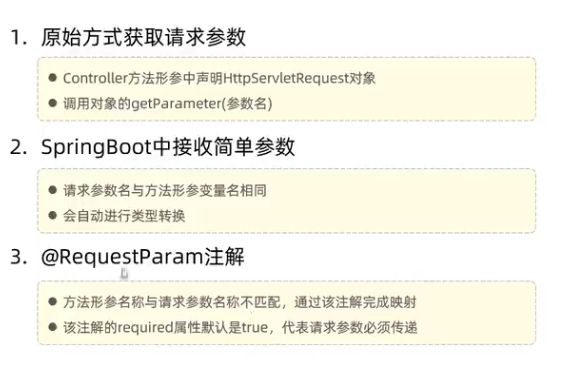 1. 原始方式获取请求参数
● Controller方法形参中声明HttpServletRequest对象
● 调用对象的getParameter(参数名)
2. SpringBoot中接收简单参数
● 请求参数名与方法形参变量名相同
● 会自动进行类型转换
3. @RequestParam注解
● 方法形参名称与请求参数名称不匹配，通过该注解完成映射
● 该注解的required属性默认是true，代表请求参数必须传递